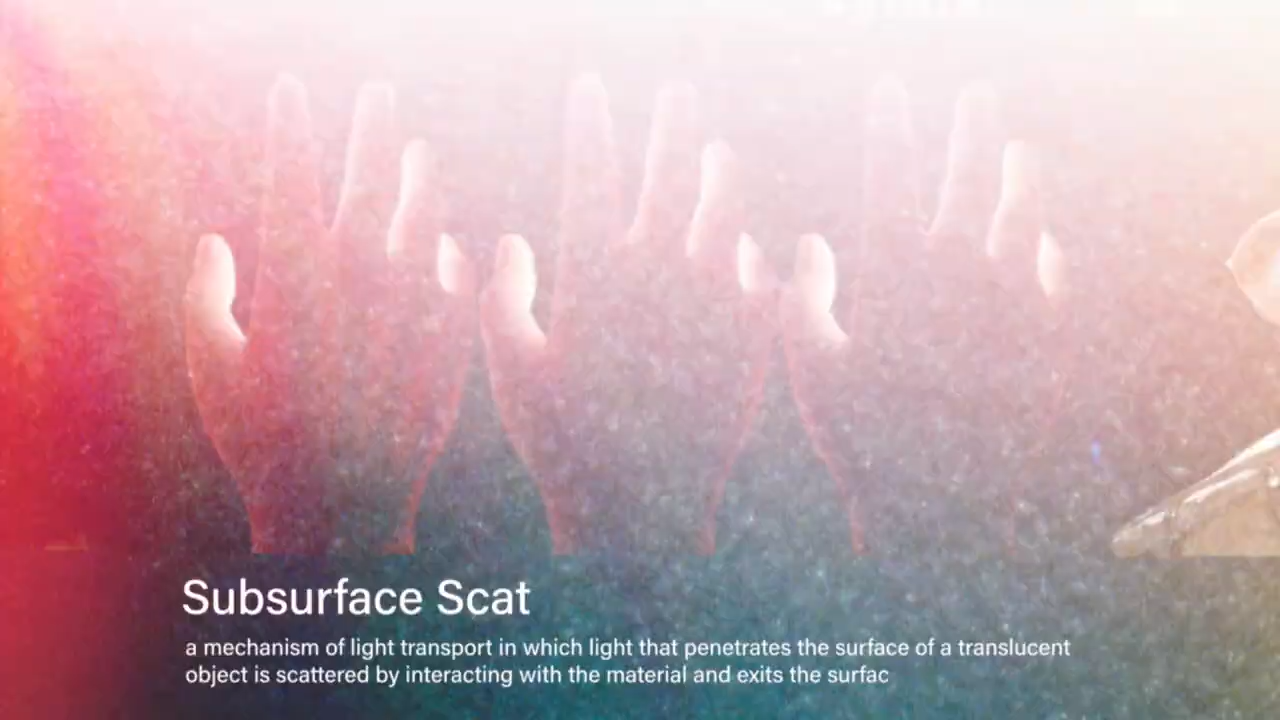 Subsurface Scat
a mechanism of light transport in which light that penetrates the surface of a translucent
object is scattered by interacting with the material and exits the surfac